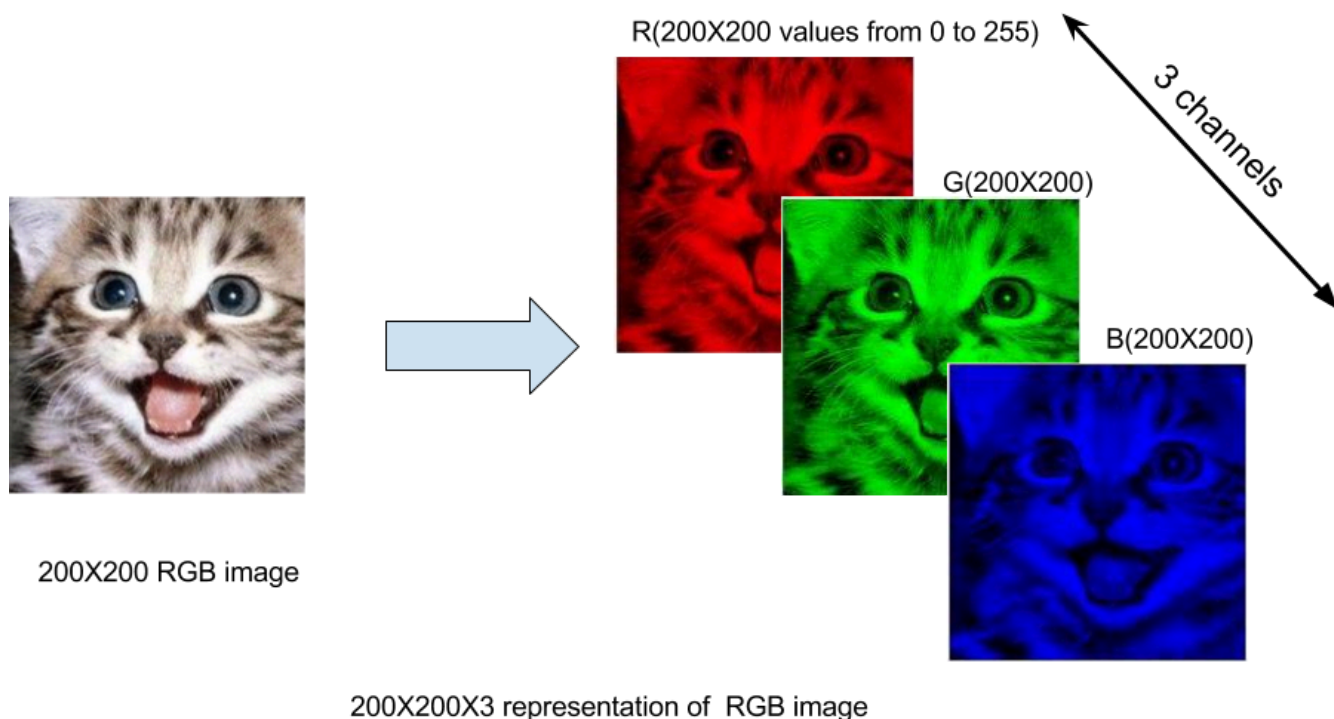 R(200X200 values from 0 to 255)
3 channels
G(200X200)
B(200X200)
200X200 RGB image
200X200X3 representation of  RGB image